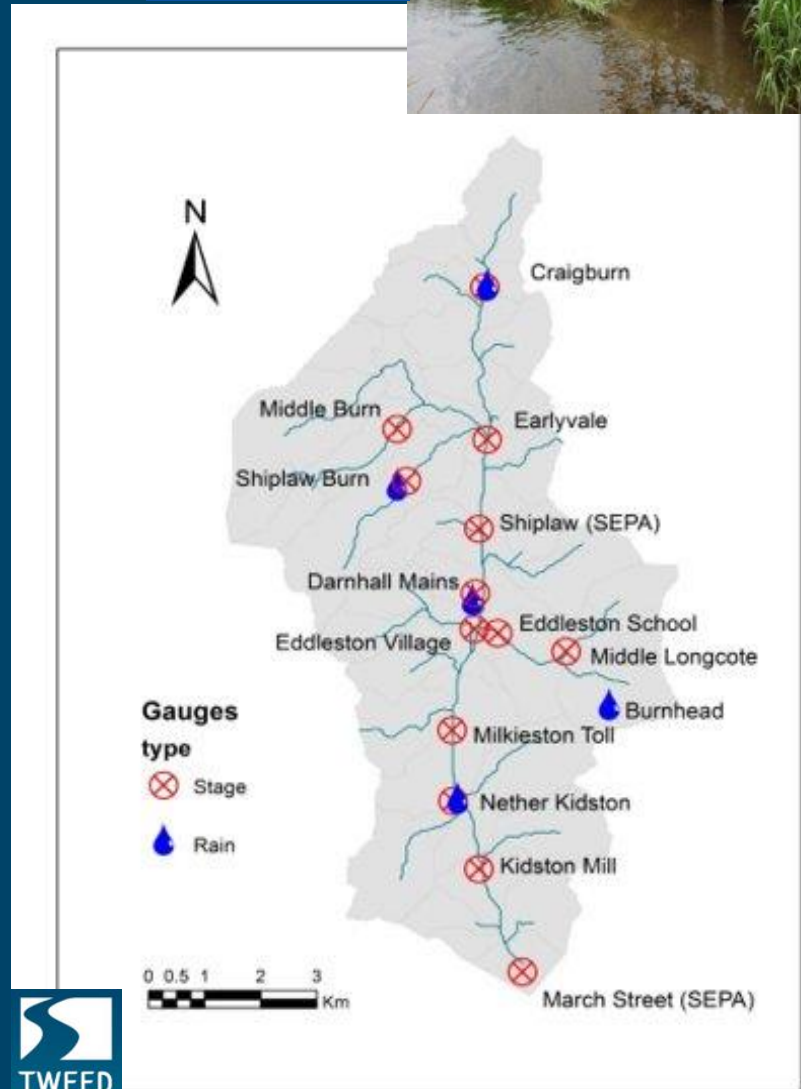 N
Craigburn
Middle Burn
Earlyvale
Shiplaw Burn
Shiplaw (SEPA)
Darnhall Mains
Eddleston School
Eddleston Village
Middle Longcote
Burnhead
Gauges
type
Milkieston Toll
Stage
Nether Kidston
Rain
Kidston Mill
0 0.5 1 2 3
Km
March Street (SEPA)
TWEED